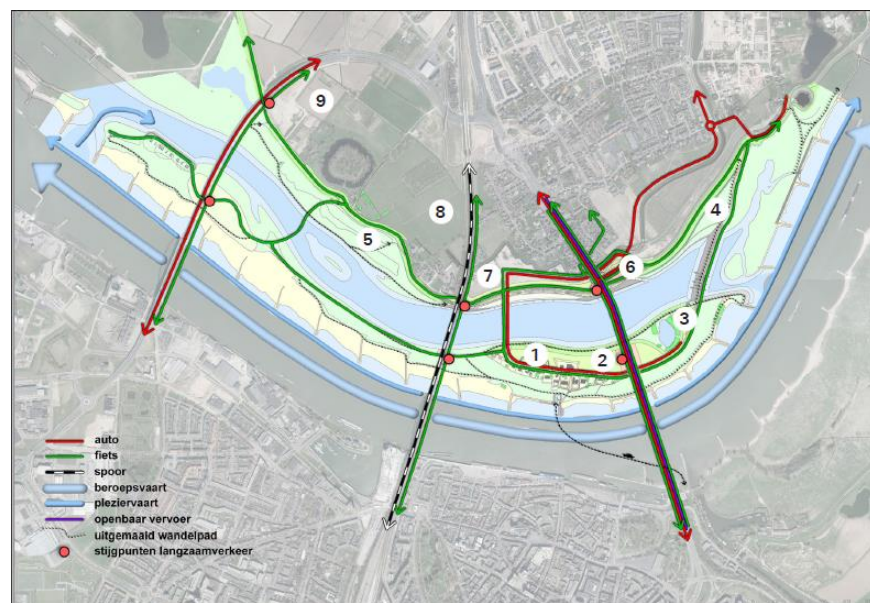 9
4
5
8
7
6
3
1
2
auto
fiets
spoor
beroepsvaart
pleziervaart
openbaar vervoer
uitgemaaid wandelpad
stijgpunten langzaamverkeer